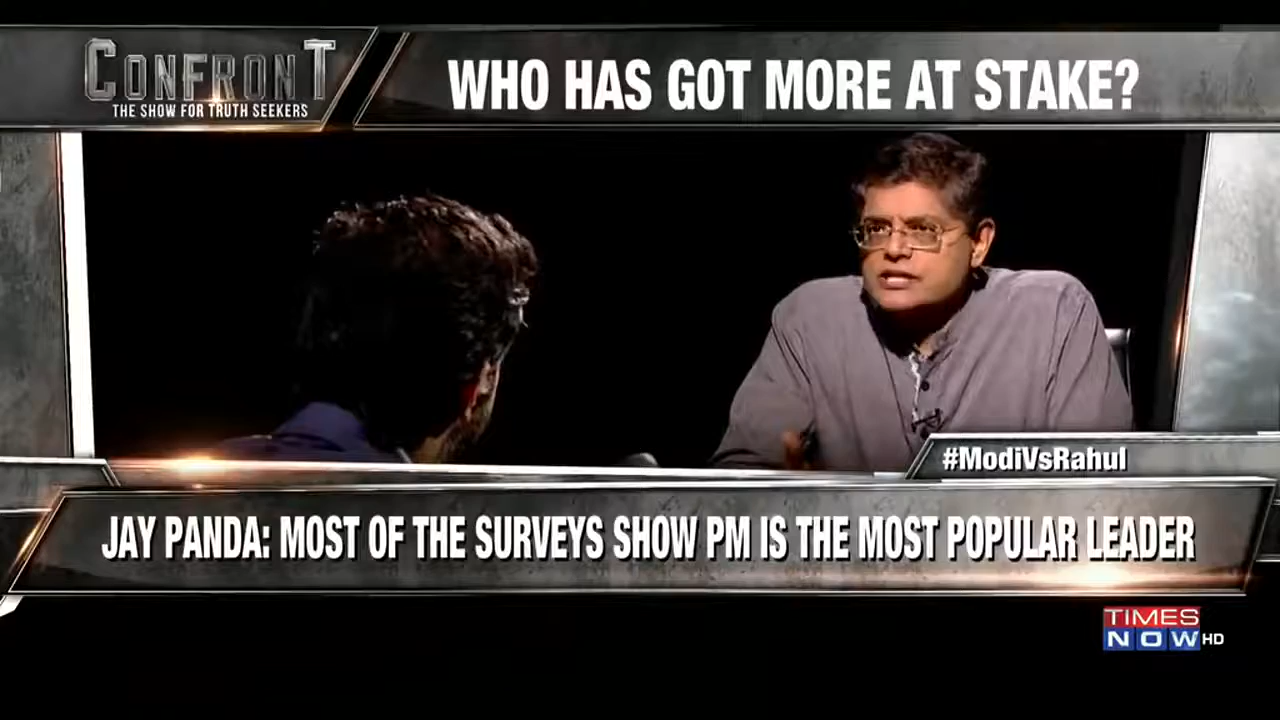 CONFRONT
THE SHOW FOR TRUTH SEEKERS
WHO HAS GOT MORE AT STAKE?
#ModiVsRahul
JAY PANDA: MOST OF THE SURVEYS SHOW PM IS THE MOST POPULAR LEADER
TIMES
NOW HD